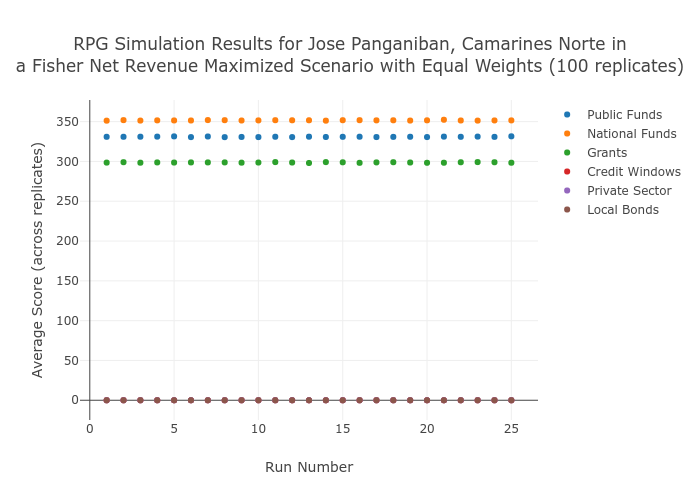 RPG Simulation Results for Jose Panganiban, Camarines Norte in
a Fisher Net Revenue Maximized Scenario with Equal Weights (100 replicates)
Average Score (across replicates)
350
300
250
200
150
100
50
0
0 5 10 15 20 25
Run Number
Public Funds
National Funds
Grants
Credit Windows
Private Sector
Local Bonds